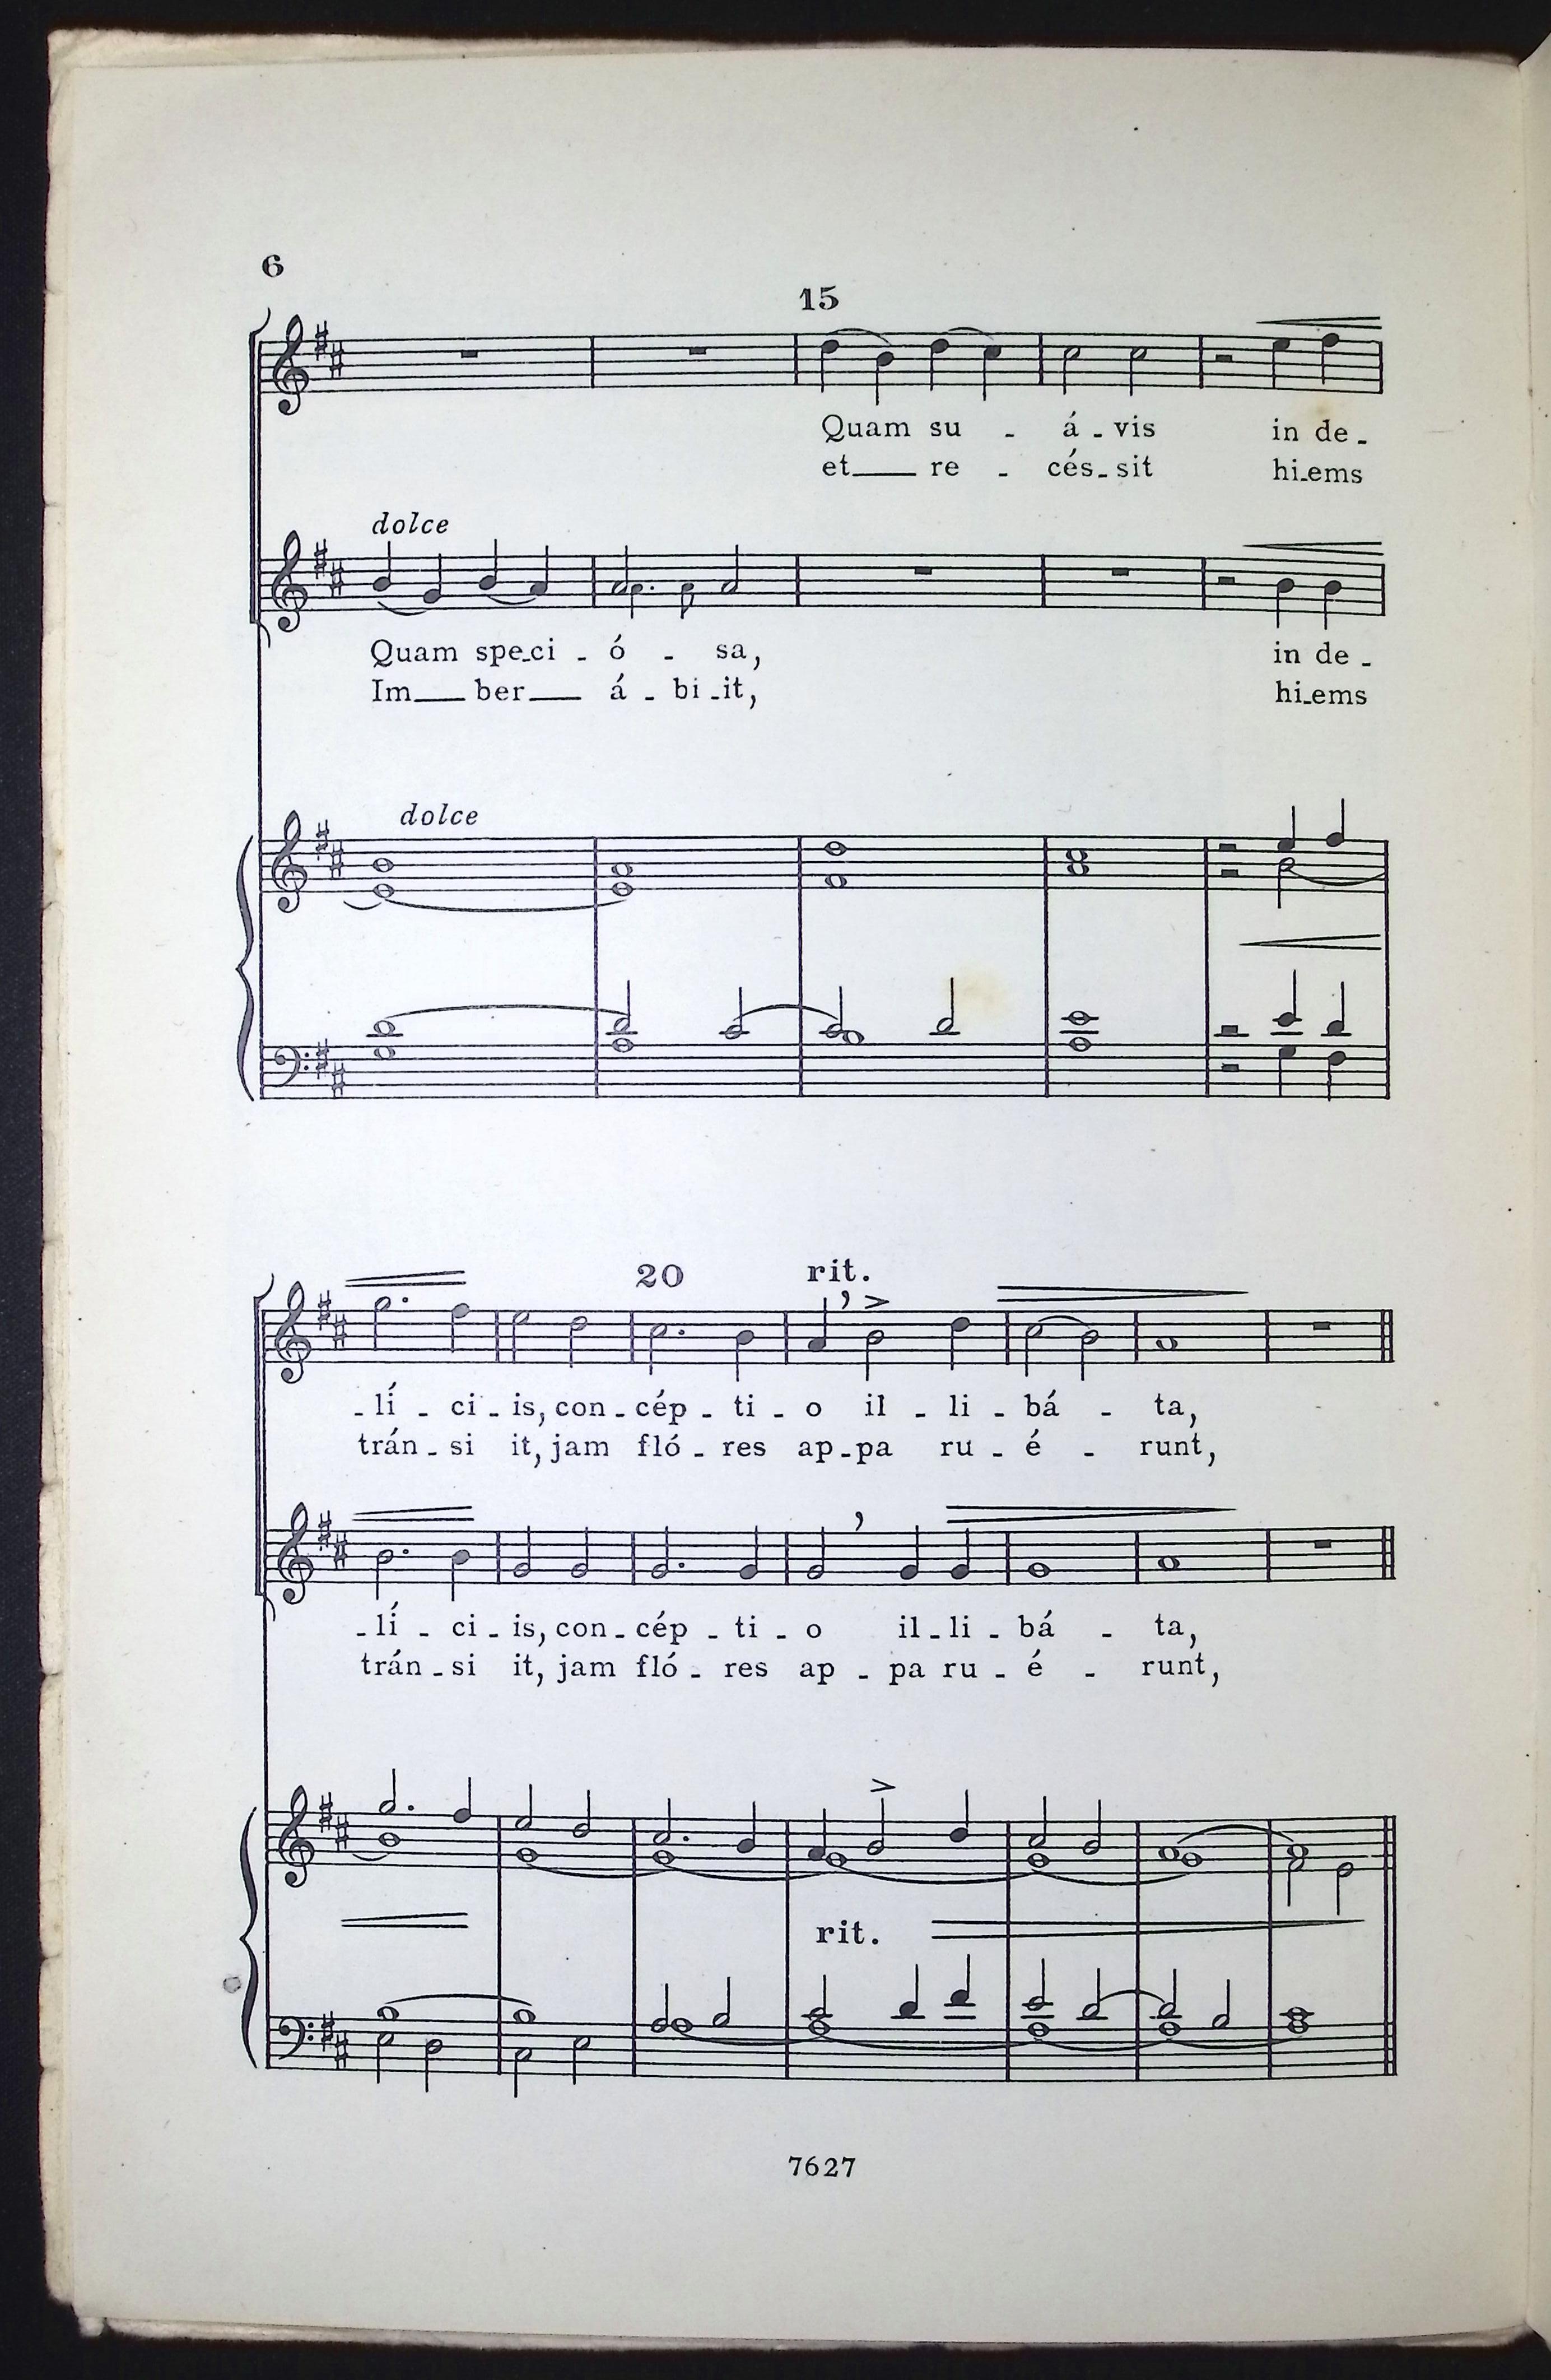 6
15
Quam su - á - vis in de -
et re - cés - sit hi - ems
dolce
Quam spe - ci - ó - sa, in de -
Im ber á - bi - it, hi - ems
dolce
20 rit.
- lí - ci - is, con - cép - ti - o il - li - bá - ta,
trán - si it, jam fló - res ap - pa ru - é - runt,
- lí - ci - is, con - cép - ti - o il - li - bá - ta,
trán - si it, jam fló - res ap - pa ru - é - runt,
rit.
7627